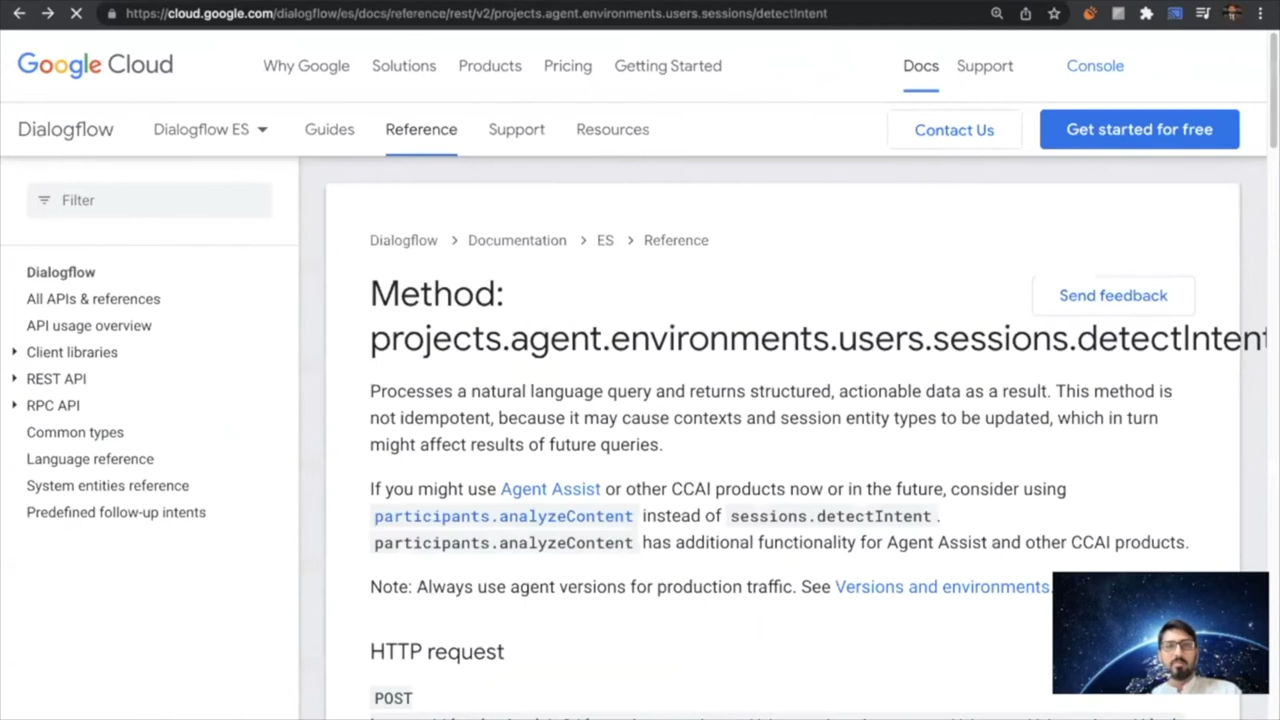 https://cloud.google.com/dialogflow/es/docs/reference/rest/v2/projects.agent.environments.users.sessions/detectIntent
Google Cloud
Why Google
Solutions
Products
Pricing
Getting Started
Docs
Support
Console
Dialogflow
Dialogflow ES
Guides
Reference
Support
Resources
Contact Us
Get started for free
Filter
Dialogflow
All APIs & references
API usage overview
Client libraries
REST API
RPC API
Common types
Language reference
System entities reference
Predefined follow-up intents
Dialogflow > Documentation > ES > Reference
Method:
projects.agent.environments.users.sessions.detectIntent
Send feedback
Processes a natural language query and returns structured, actionable data as a result. This method is
not idempotent, because it may cause contexts and session entity types to be updated, which in turn
might affect results of future queries.
If you might use Agent Assist or other CCAI products now or in the future, consider using
participants.analyzeContent instead of sessions.detectIntent.
participants.analyzeContent has additional functionality for Agent Assist and other CCAI products.
Note: Always use agent versions for production traffic. See Versions and environments.
HTTP request
POST